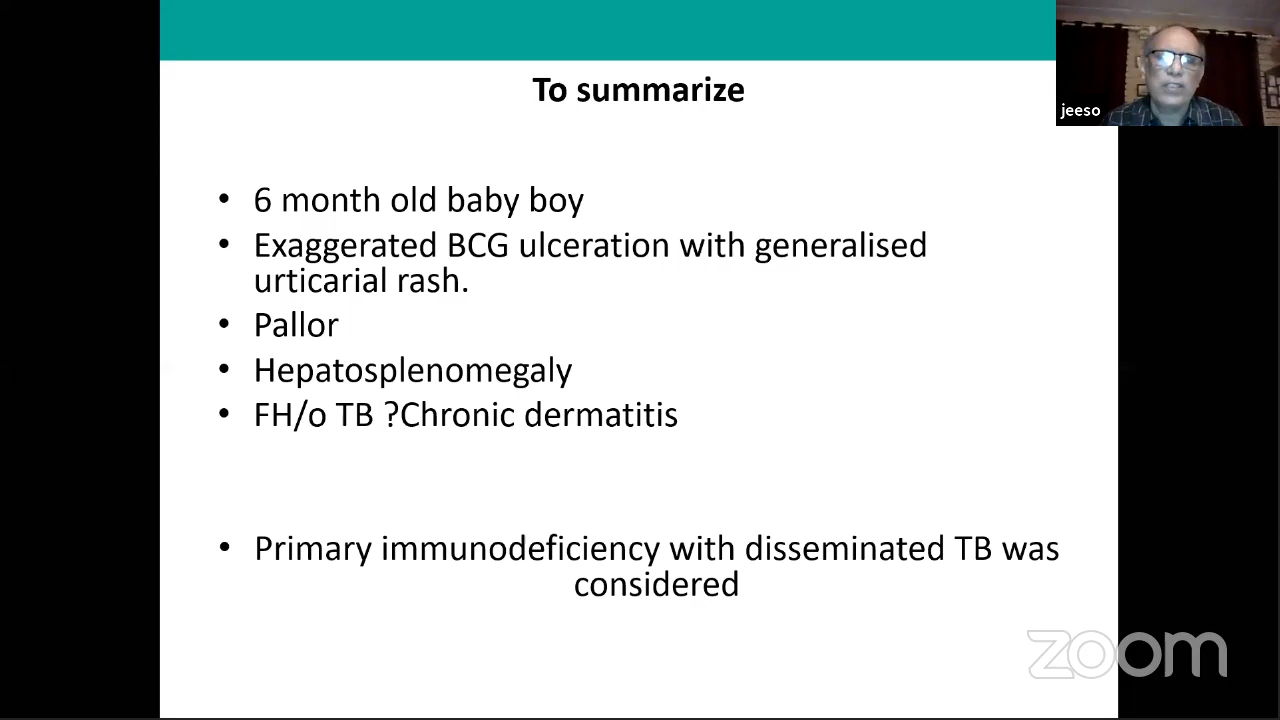 To summarize
jeeso
• 6 month old baby boy
• Exaggerated BCG ulceration with generalised
urticarial rash.
• Pallor
• Hepatosplenomegaly
• FH/o TB ?Chronic dermatitis
• Primary immunodeficiency with disseminated TB was
considered
zoom